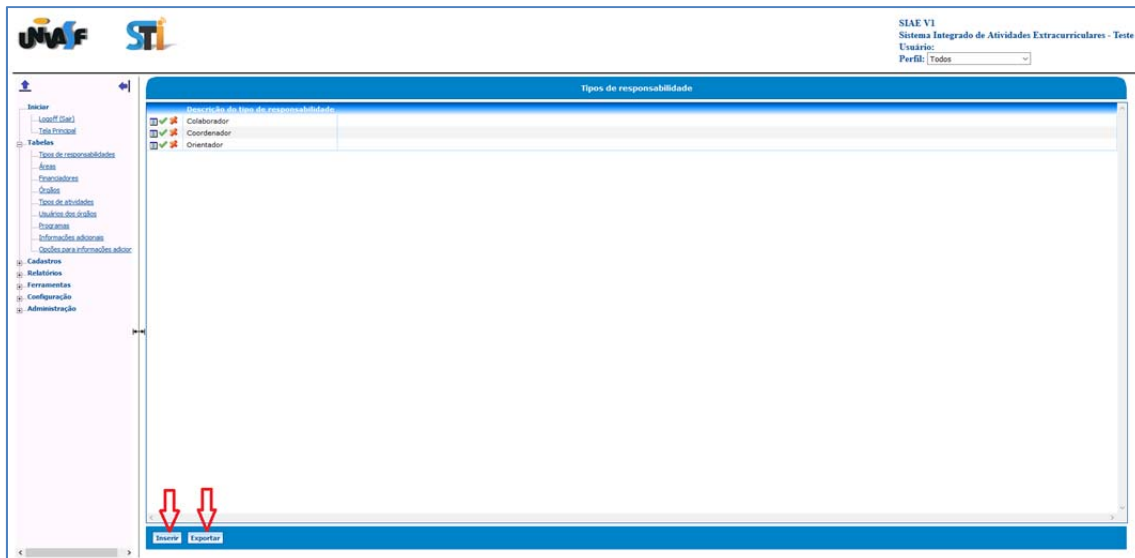 UNIVASF
STI
SIAE V1
Sistema Integrado de Atividades Extracurriculares - Teste
Usuário:
Perfil: Todos
Iniciar
Logoff (Sair)
Tela Principal
Tabelas
Tipos de responsabilidades
Áreas
Financiadores
Órgãos
Tipos de atividades
Usuários dos órgãos
Programas
Informações adicionais
Opções para informações adicior
Cadastros
Relatórios
Ferramentas
Configuração
Administração
Tipos de responsabilidade
Descrição do tipo de responsabilidade
Colaborador
Coordenador
Orientador
Inserir Exportar